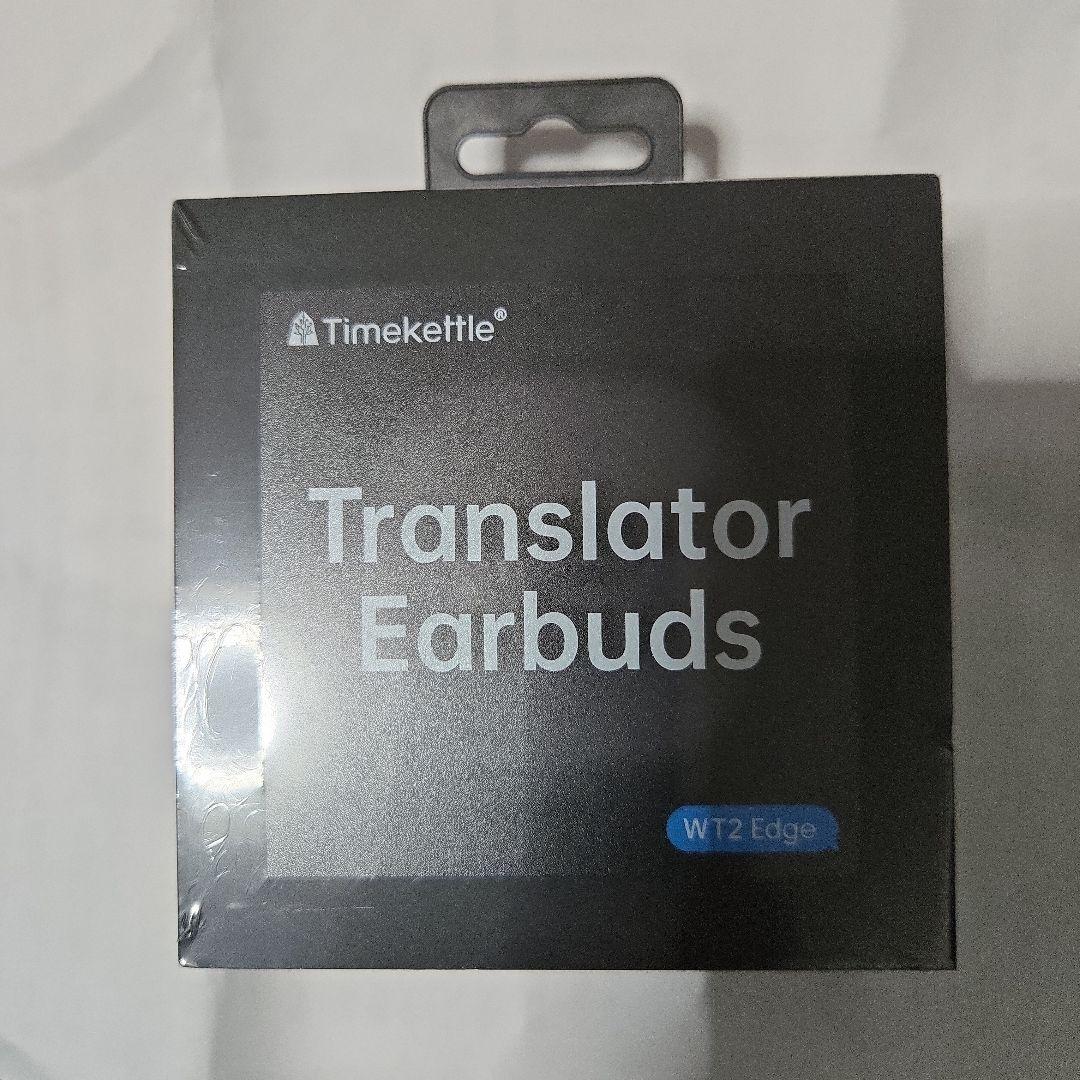 Timekettle®
Translator
Earbuds
WT2 Edge